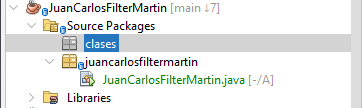 JuanCarlosFilterMartin [main ↓7]
Source Packages
clases
juancarlosfiltermartin
JuanCarlosFilterMartin.java [-/A]
Libraries